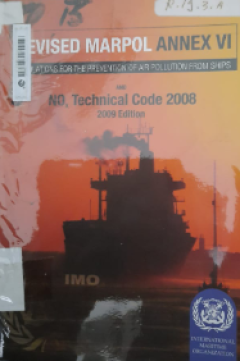 EVISED MARPOL ANNEX VI
ATIONS FOR THE PREVENTION OF AIR POLLUTION FROM SHIPS
AND
NOx Technical Code 2008
2009 Edition
IMO
INTERNATIONAL
MARITIME
ORGANIZATION